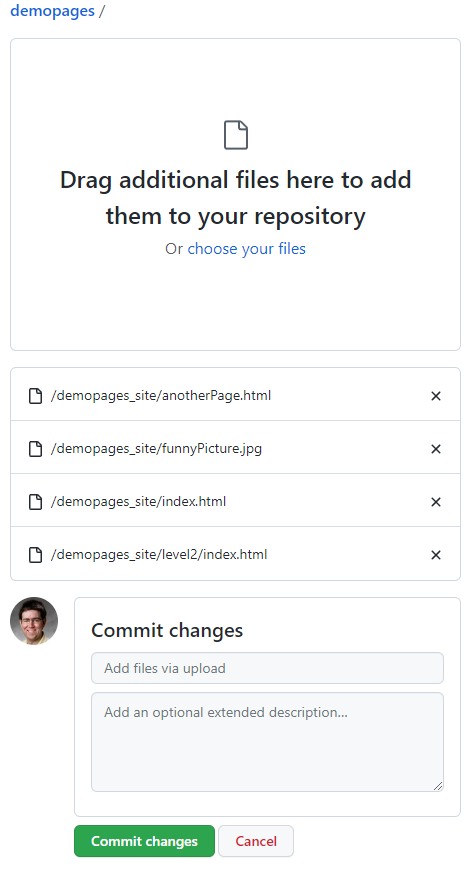 demopages /
Drag additional files here to add
them to your repository
Or choose your files
/demopages_site/anotherPage.html
/demopages_site/funnyPicture.jpg
/demopages_site/index.html
/demopages_site/level2/index.html
Commit changes
Add files via upload
Add an optional extended description...
Commit changes Cancel